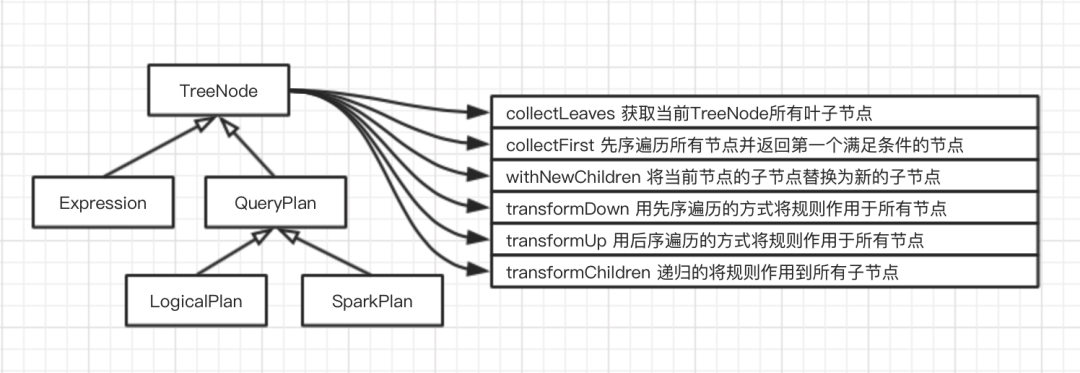 TreeNode
Expression
QueryPlan
LogicalPlan
SparkPlan
collectLeaves 获取当前TreeNode所有叶子节点
collectFirst 先序遍历所有节点并返回第一个满足条件的节点
withNewChildren 将当前节点的子节点替换为新的子节点
transformDown 用先序遍历的方式将规则作用于所有节点
transformUp 用后序遍历的方式将规则作用于所有节点
transformChildren 递归的将规则作用到所有子节点